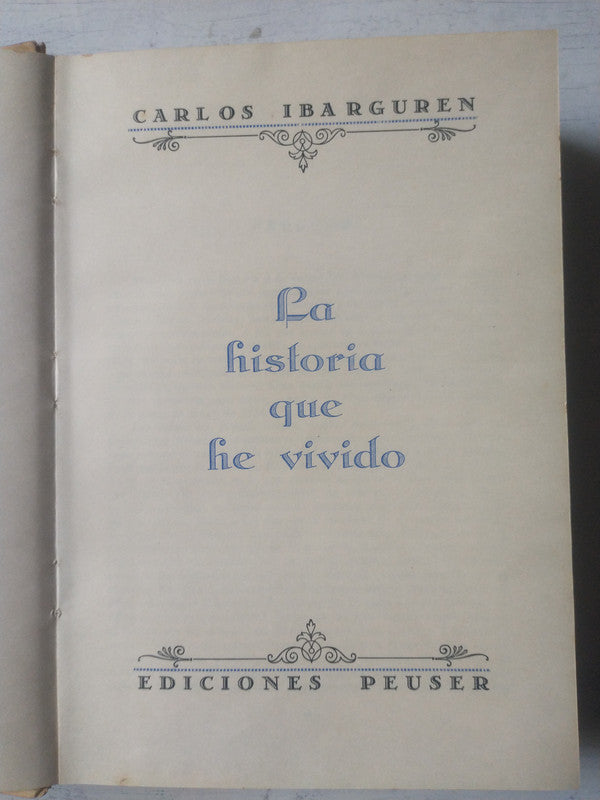 CARLOS IBARGUREN
La
historia
que
he vivido
EDICIONES PEUSER